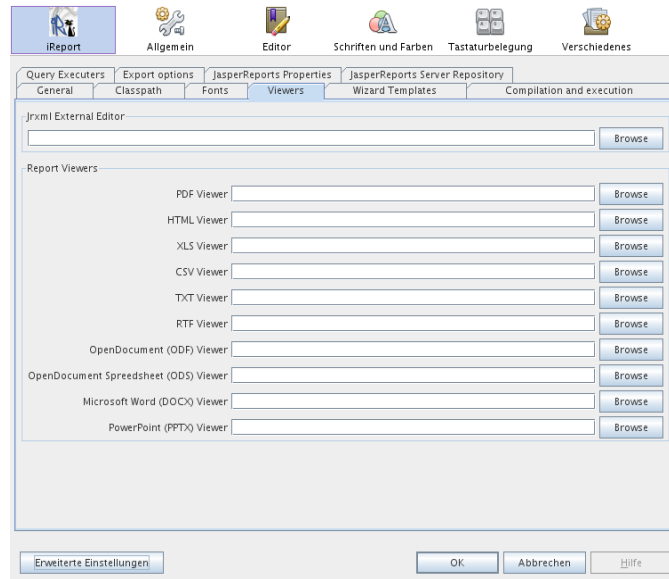 iReport Allgemein Editor Schriften und Farben Tastaturbelegung Verschiedenes
Query Executers Export options JasperReports Properties JasperReports Server Repository
General Classpath Fonts Viewers Wizard Templates Compilation and execution
Jrxml External Editor
Browse
Report Viewers
PDF Viewer Browse
HTML Viewer Browse
XLS Viewer Browse
CSV Viewer Browse
TXT Viewer Browse
RTF Viewer Browse
OpenDocument (ODF) Viewer Browse
OpenDocument Spreedsheet (ODS) Viewer Browse
Microsoft Word (DOCX) Viewer Browse
PowerPoint (PPTX) Viewer Browse
Erweiterte Einstellungen OK Abbrechen Hilfe